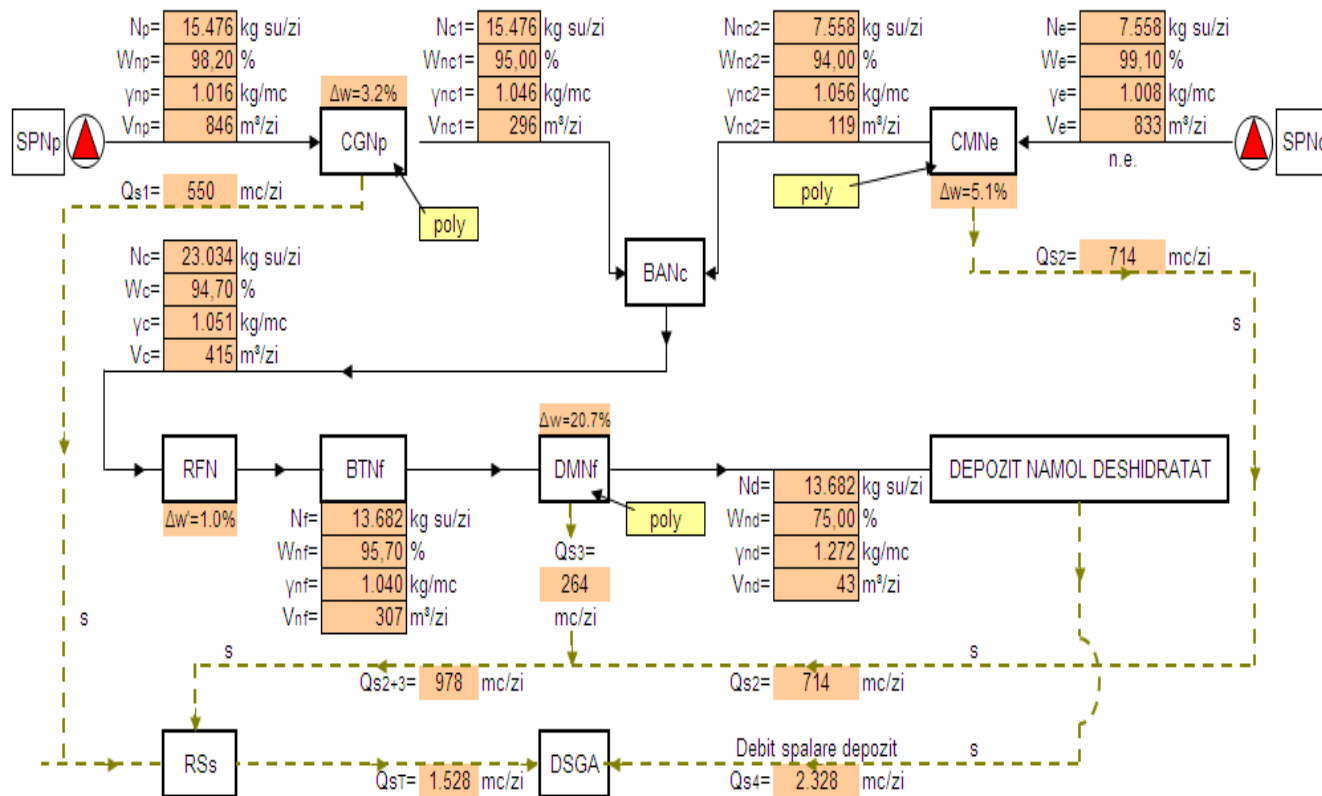 Np= 15.476 kg su/zi
Wnp= 98,20 %
γnp= 1.016 kg/mc
Vnp= 846 m³/zi
Nc1= 15.476 kg su/zi
Wnc1= 95,00 %
γnc1= 1.046 kg/mc
Vnc1= 296 m³/zi
Nnc2= 7.558 kg su/zi
Wnc2= 94,00 %
γnc2= 1.056 kg/mc
Vnc2= 119 m³/zi
Ne= 7.558 kg su/zi
We= 99,10 %
γe= 1.008 kg/mc
Ve= 833 m³/zi
SPNp
Δw=3.2%
CGNp
poly
CMNe
Δw=5.1%
poly
n.e.
Qs1= 550 mc/zi
BANc
Qs2= 714 mc/zi
s
Nc= 23.034 kg su/zi
Wc= 94,70 %
γc= 1.051 kg/mc
Vc= 415 m³/zi
RFN
Δw'=1.0%
BTNf
Δw=20.7%
DMNf
poly
DEPOZIT NAMOL DESHIDRATAT
Nf= 13.682 kg su/zi
Wnf= 95,70 %
γnf= 1.040 kg/mc
Vnf= 307 m³/zi
Qs3=
264
mc/zi
Nd= 13.682 kg su/zi
Wnd= 75,00 %
γnd= 1.272 kg/mc
Vnd= 43 m³/zi
s
s
s
Qs2+3= 978 mc/zi
Qs2= 714 mc/zi
RSs
QsT= 1.528 mc/zi
DSGA
Debit spalare depozit
s
Qs4= 2.328 mc/zi